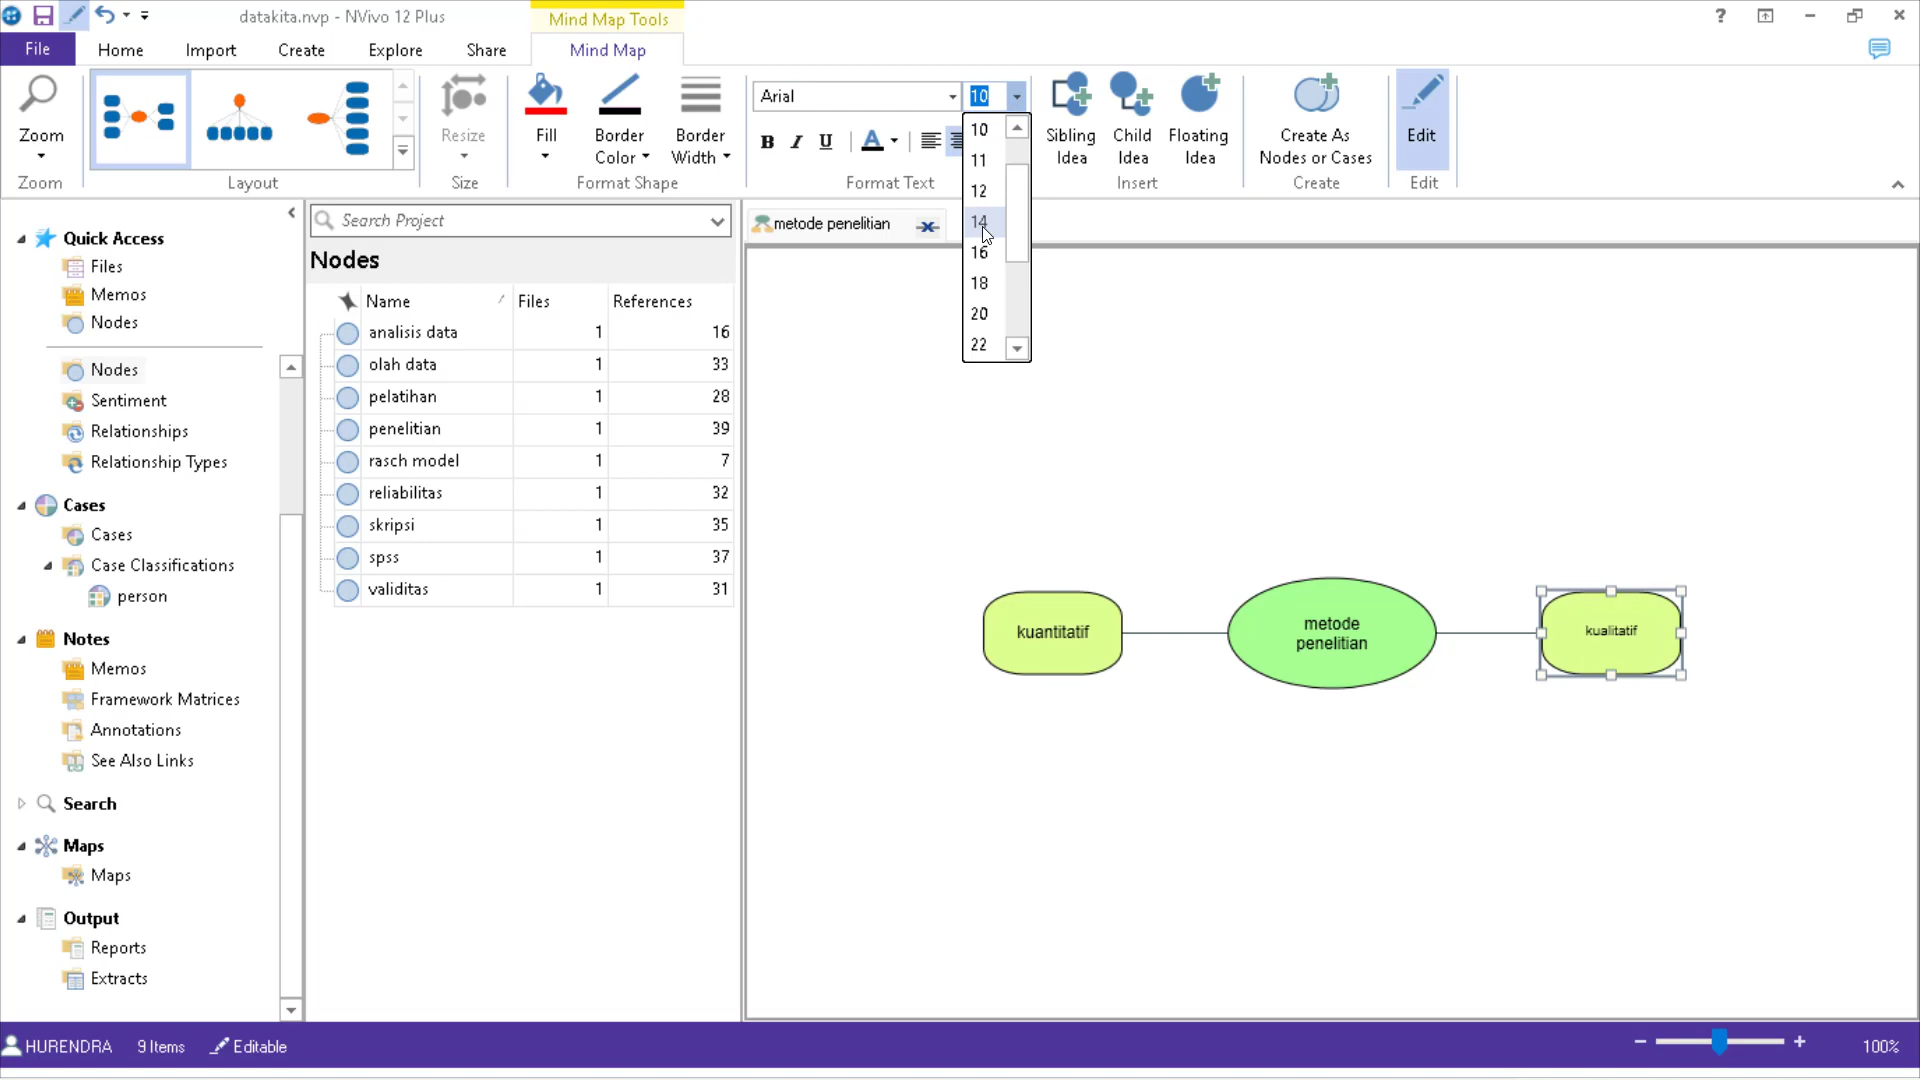 datakita.nvp - NVivo 12 Plus
Mind Map Tools
File
Home
Import
Create
Explore
Share
Mind Map
Zoom
Zoom
Layout
Resize
Size
Fill
Border
Color
Border
Width
Format Shape
Arial
10
B I U A
Format Text
10
11
12
14
16
18
20
22
Sibling
Idea
Child
Idea
Floating
Idea
Insert
Create As
Nodes or Cases
Create
Edit
Edit
Quick Access
Files
Memos
Nodes
Nodes
Sentiment
Relationships
Relationship Types
Cases
Cases
Case Classifications
person
Notes
Memos
Framework Matrices
Annotations
See Also Links
Search
Maps
Maps
Output
Reports
Extracts
Search Project
Nodes
Name Files References
analisis data 1 16
olah data 1 33
pelatihan 1 28
penelitian 1 39
rasch model 1 7
reliabilitas 1 32
skripsi 1 35
spss 1 37
validitas 1 31
metode penelitian
kuantitatif
metode
penelitian
kualitatif
HURENDRA 9 Items Editable
100%